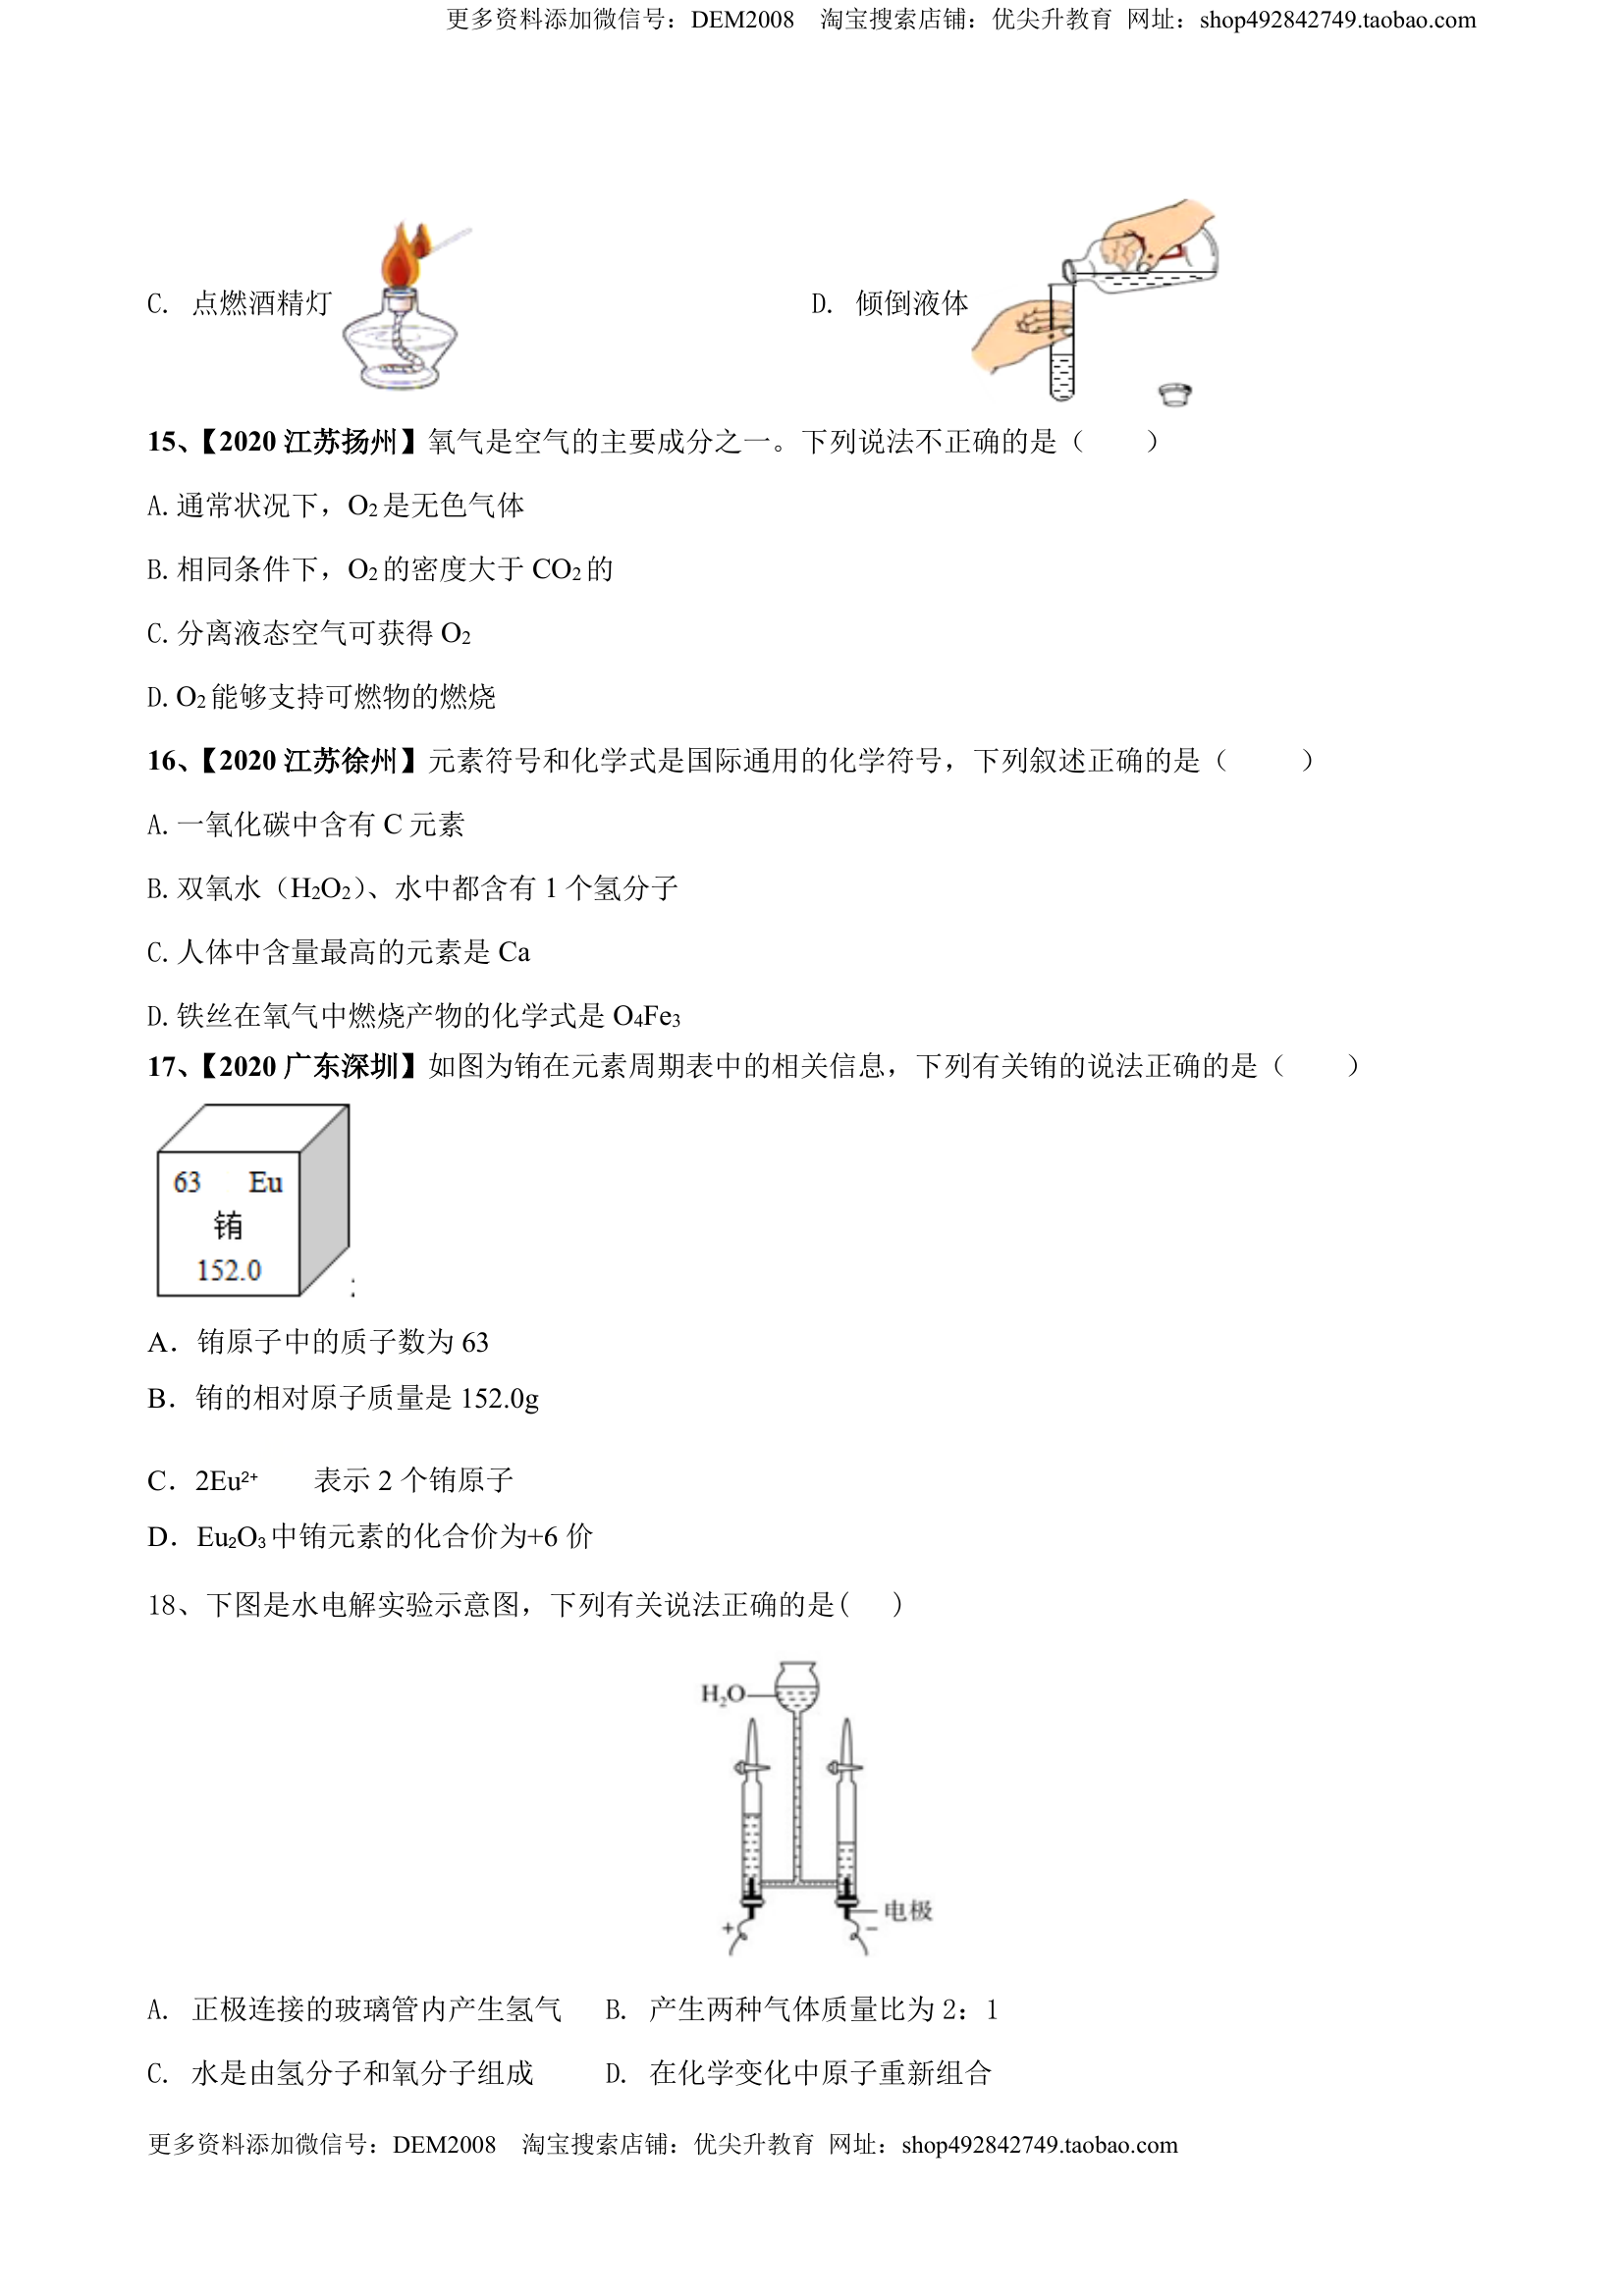 更多资料添加微信号：DEM2008 淘宝搜索店铺：优尖升教育 网址：shop492842749.taobao.com
C. 点燃酒精灯 D. 倾倒液体
15、【2020 江苏扬州】氧气是空气的主要成分之一。下列说法不正确的是（ ）
A.通常状况下，O₂是无色气体
B.相同条件下，O₂的密度大于 CO₂的
C.分离液态空气可获得 O₂
D.O₂能够支持可燃物的燃烧
16、【2020 江苏徐州】元素符号和化学式是国际通用的化学符号，下列叙述正确的是（ ）
A.一氧化碳中含有 C 元素
B.双氧水（H₂O₂）、水中都含有 1 个氢分子
C.人体中含量最高的元素是 Ca
D.铁丝在氧气中燃烧产物的化学式是 O₄Fe₃
17、【2020 广东深圳】如图为铕在元素周期表中的相关信息，下列有关铕的说法正确的是（ ）
63 Eu
铕
152.0
A．铕原子中的质子数为 63
B．铕的相对原子质量是 152.0g
C．2Eu²⁺ 表示 2 个铕原子
D．Eu₂O₃中铕元素的化合价为+6 价
18、下图是水电解实验示意图，下列有关说法正确的是( )
H₂O
电极
+ −
A. 正极连接的玻璃管内产生氢气 B. 产生两种气体质量比为 2：1
C. 水是由氢分子和氧分子组成 D. 在化学变化中原子重新组合
更多资料添加微信号：DEM2008 淘宝搜索店铺：优尖升教育 网址：shop492842749.taobao.com